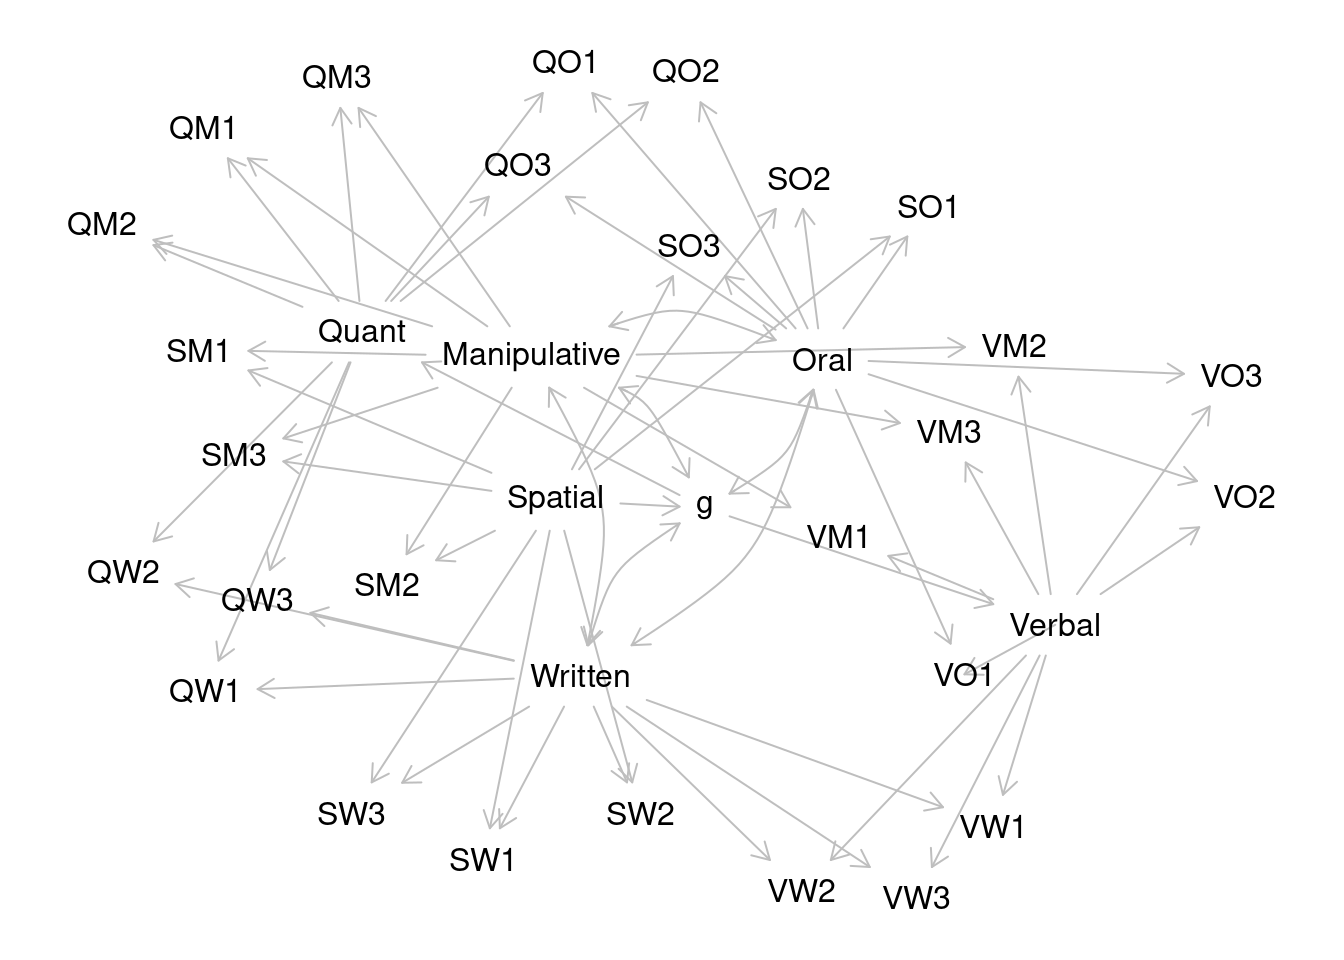 QO1
QO2
QM3
QM1
QO3
SO2
SO1
QM2
SO3
Quant
VM2
SM1
Manipulative
Oral
VO3
VM3
SM3
Spatial
g
VO2
VM1
QW2
SM2
QW3
Verbal
Written
VO1
QW1
SW3
SW2
VW1
SW1
VW2
VW3